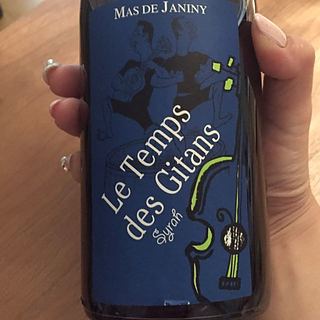 MAS DE JANINY
Le Temps
des Gitans
Syrah